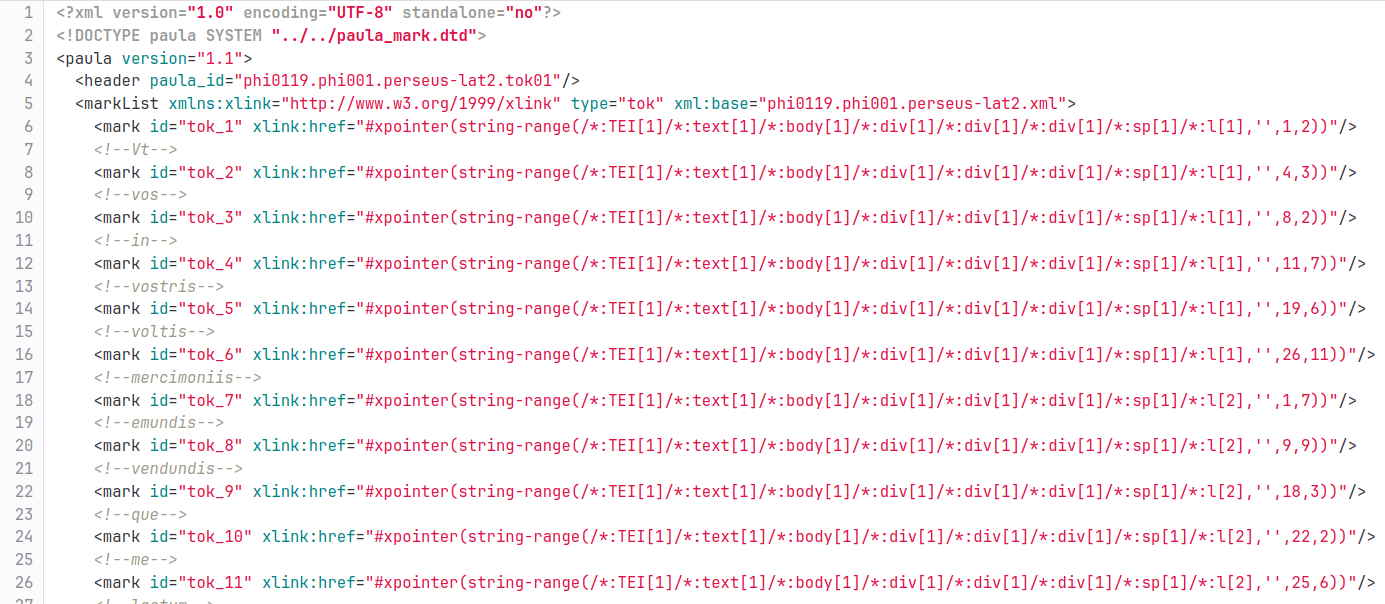 1 <?xml version="1.0" encoding="UTF-8" standalone="no"?>
2 <!DOCTYPE paula SYSTEM "../../paula_mark.dtd">
3 <paula version="1.1">
4 <header paula_id="phi0119.phi001.perseus-lat2.tok01"/>
5 <markList xmlns:xlink="http://www.w3.org/1999/xlink" type="tok" xml:base="phi0119.phi001.perseus-lat2.xml">
6 <mark id="tok_1" xlink:href="#xpointer(string-range(/*:TEI[1]/*:text[1]/*:body[1]/*:div[1]/*:div[1]/*:div[1]/*:sp[1]/*:l[1],'',1,2))"/>
7 <!--Vt-->
8 <mark id="tok_2" xlink:href="#xpointer(string-range(/*:TEI[1]/*:text[1]/*:body[1]/*:div[1]/*:div[1]/*:div[1]/*:sp[1]/*:l[1],'',4,3))"/>
9 <!--vos-->
10 <mark id="tok_3" xlink:href="#xpointer(string-range(/*:TEI[1]/*:text[1]/*:body[1]/*:div[1]/*:div[1]/*:div[1]/*:sp[1]/*:l[1],'',8,2))"/>
11 <!--in-->
12 <mark id="tok_4" xlink:href="#xpointer(string-range(/*:TEI[1]/*:text[1]/*:body[1]/*:div[1]/*:div[1]/*:div[1]/*:sp[1]/*:l[1],'',11,7))"/>
13 <!--vostris-->
14 <mark id="tok_5" xlink:href="#xpointer(string-range(/*:TEI[1]/*:text[1]/*:body[1]/*:div[1]/*:div[1]/*:div[1]/*:sp[1]/*:l[1],'',19,6))"/>
15 <!--voltis-->
16 <mark id="tok_6" xlink:href="#xpointer(string-range(/*:TEI[1]/*:text[1]/*:body[1]/*:div[1]/*:div[1]/*:div[1]/*:sp[1]/*:l[1],'',26,11))"/>
17 <!--mercimoniis-->
18 <mark id="tok_7" xlink:href="#xpointer(string-range(/*:TEI[1]/*:text[1]/*:body[1]/*:div[1]/*:div[1]/*:div[1]/*:sp[1]/*:l[2],'',1,7))"/>
19 <!--emundis-->
20 <mark id="tok_8" xlink:href="#xpointer(string-range(/*:TEI[1]/*:text[1]/*:body[1]/*:div[1]/*:div[1]/*:div[1]/*:sp[1]/*:l[2],'',9,9))"/>
21 <!--vendundis-->
22 <mark id="tok_9" xlink:href="#xpointer(string-range(/*:TEI[1]/*:text[1]/*:body[1]/*:div[1]/*:div[1]/*:div[1]/*:sp[1]/*:l[2],'',18,3))"/>
23 <!--que-->
24 <mark id="tok_10" xlink:href="#xpointer(string-range(/*:TEI[1]/*:text[1]/*:body[1]/*:div[1]/*:div[1]/*:div[1]/*:sp[1]/*:l[2],'',22,2))"/>
25 <!--me-->
26 <mark id="tok_11" xlink:href="#xpointer(string-range(/*:TEI[1]/*:text[1]/*:body[1]/*:div[1]/*:div[1]/*:div[1]/*:sp[1]/*:l[2],'',25,6))"/>